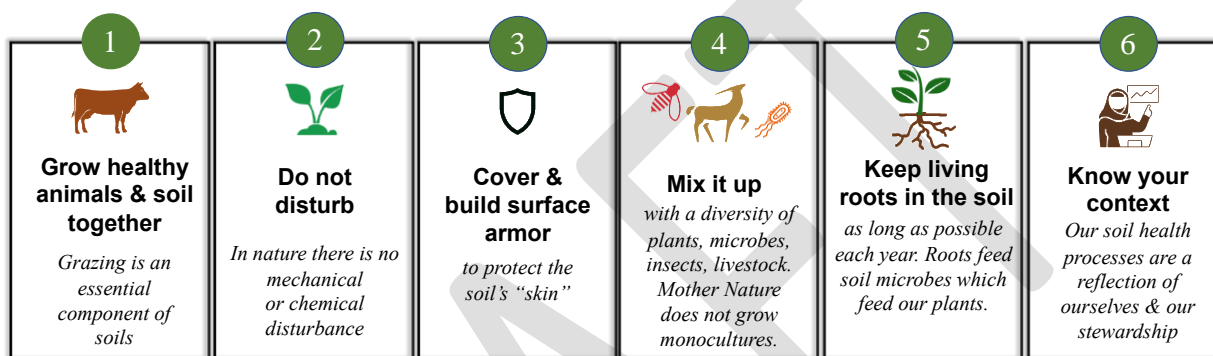 1
Grow healthy
animals & soil
together
Grazing is an
essential
component of
soils
2
Do not
disturb
In nature there is no
mechanical
or chemical
disturbance
3
Cover &
build surface
armor
to protect the
soil’s “skin”
4
Mix it up
with a diversity of
plants, microbes,
insects, livestock.
Mother Nature
does not grow
monocultures.
5
Keep living
roots in the soil
as long as possible
each year. Roots feed
soil microbes which
feed our plants.
6
Know your
context
Our soil health
processes are a
reflection of
ourselves & our
stewardship